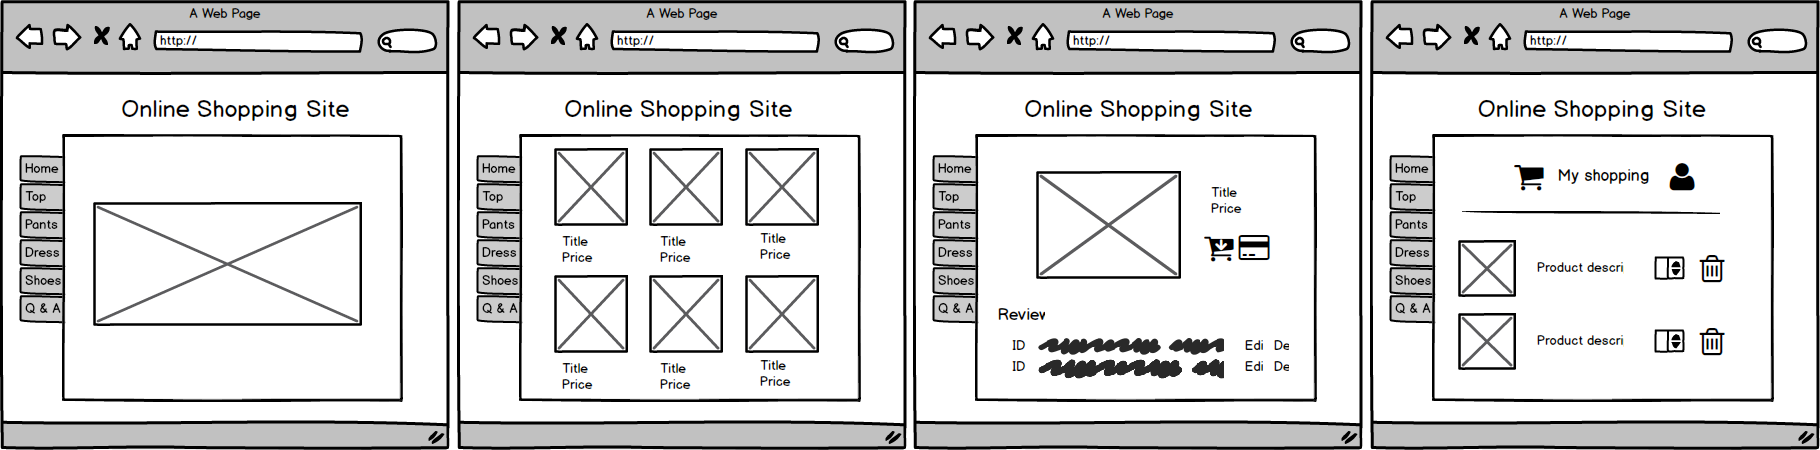 A Web Page
http://
Online Shopping Site
Home
Top
Pants
Dress
Shoes
Q & A
A Web Page
http://
Online Shopping Site
Home
Top
Pants
Dress
Shoes
Q & A
Title Title Title
Price Price Price
Title Title Title
Price Price Price
A Web Page
http://
Online Shopping Site
Home
Top
Pants
Dress
Shoes
Q & A
Title
Price
Review
ID Edi De
ID Edi De
A Web Page
http://
Online Shopping Site
Home
Top
Pants
Dress
Shoes
Q & A
My shopping
Product descri
Product descri